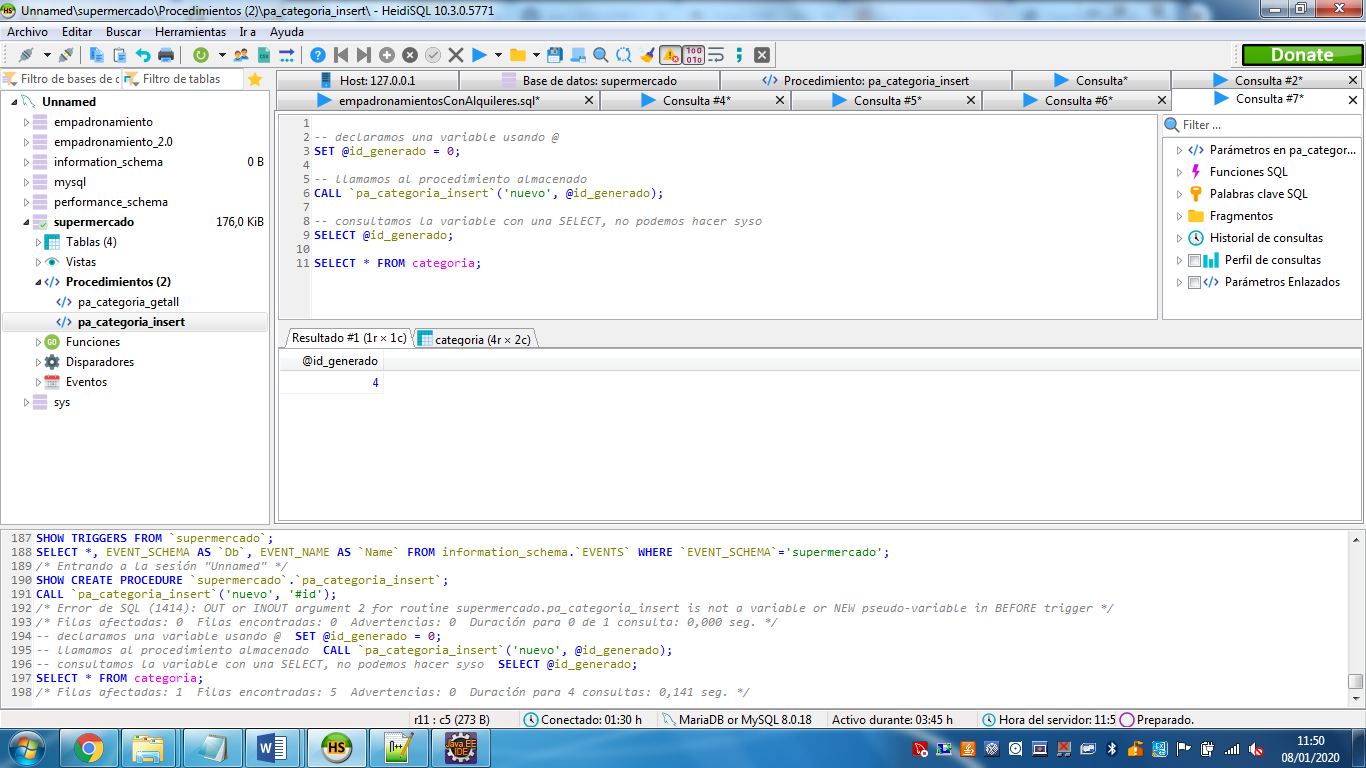 Unnamed\supermercado\Procedimientos (2)\pa_categoria_insert\ - HeidiSQL 10.3.0.5771
Archivo Editar Buscar Herramientas Ir a Ayuda
Donate
Filtro de bases de c
Filtro de tablas
Host: 127.0.0.1
Base de datos: supermercado
Procedimiento: pa_categoria_insert
Consulta*
Consulta #2*
empadronamientosConAlquileres.sql*
Consulta #4*
Consulta #5*
Consulta #6*
Consulta #7*
Unnamed
empadronamiento
empadronamiento_2.0
information_schema 0 B
mysql
performance_schema
supermercado 176,0 KiB
Tablas (4)
Vistas
Procedimientos (2)
pa_categoria_getall
pa_categoria_insert
Funciones
Disparadores
Eventos
sys
1
2 -- declaramos una variable usando @
3 SET @id_generado = 0;
4
5 -- llamamos al procedimiento almacenado
6 CALL `pa_categoria_insert`('nuevo', @id_generado);
7
8 -- consultamos la variable con una SELECT, no podemos hacer syso
9 SELECT @id_generado;
10
11 SELECT * FROM categoria;
Filter ...
Parámetros en pa_categor...
Funciones SQL
Palabras clave SQL
Fragmentos
Historial de consultas
Perfil de consultas
Parámetros Enlazados
Resultado #1 (1r × 1c)
categoria (4r × 2c)
@id_generado
4
187 SHOW TRIGGERS FROM `supermercado`;
188 SELECT *, EVENT_SCHEMA AS `Db`, EVENT_NAME AS `Name` FROM information_schema.`EVENTS` WHERE `EVENT_SCHEMA`='supermercado';
189 /* Entrando a la sesión "Unnamed" */
190 SHOW CREATE PROCEDURE `supermercado`.`pa_categoria_insert`;
191 CALL `pa_categoria_insert`('nuevo', '#id');
192 /* Error de SQL (1414): OUT or INOUT argument 2 for routine supermercado.pa_categoria_insert is not a variable or NEW pseudo-variable in BEFORE trigger */
193 /* Filas afectadas: 0 Filas encontradas: 0 Advertencias: 0 Duración para 0 de 1 consulta: 0,000 seg. */
194 -- declaramos una variable usando @ SET @id_generado = 0;
195 -- llamamos al procedimiento almacenado CALL `pa_categoria_insert`('nuevo', @id_generado);
196 -- consultamos la variable con una SELECT, no podemos hacer syso SELECT @id_generado;
197 SELECT * FROM categoria;
198 /* Filas afectadas: 1 Filas encontradas: 5 Advertencias: 0 Duración para 4 consultas: 0,141 seg. */
r11 : c5 (273 B)
Conectado: 01:30 h
MariaDB or MySQL 8.0.18
Activo durante: 03:45 h
Hora del servidor: 11:5
Preparado.
11:50
08/01/2020